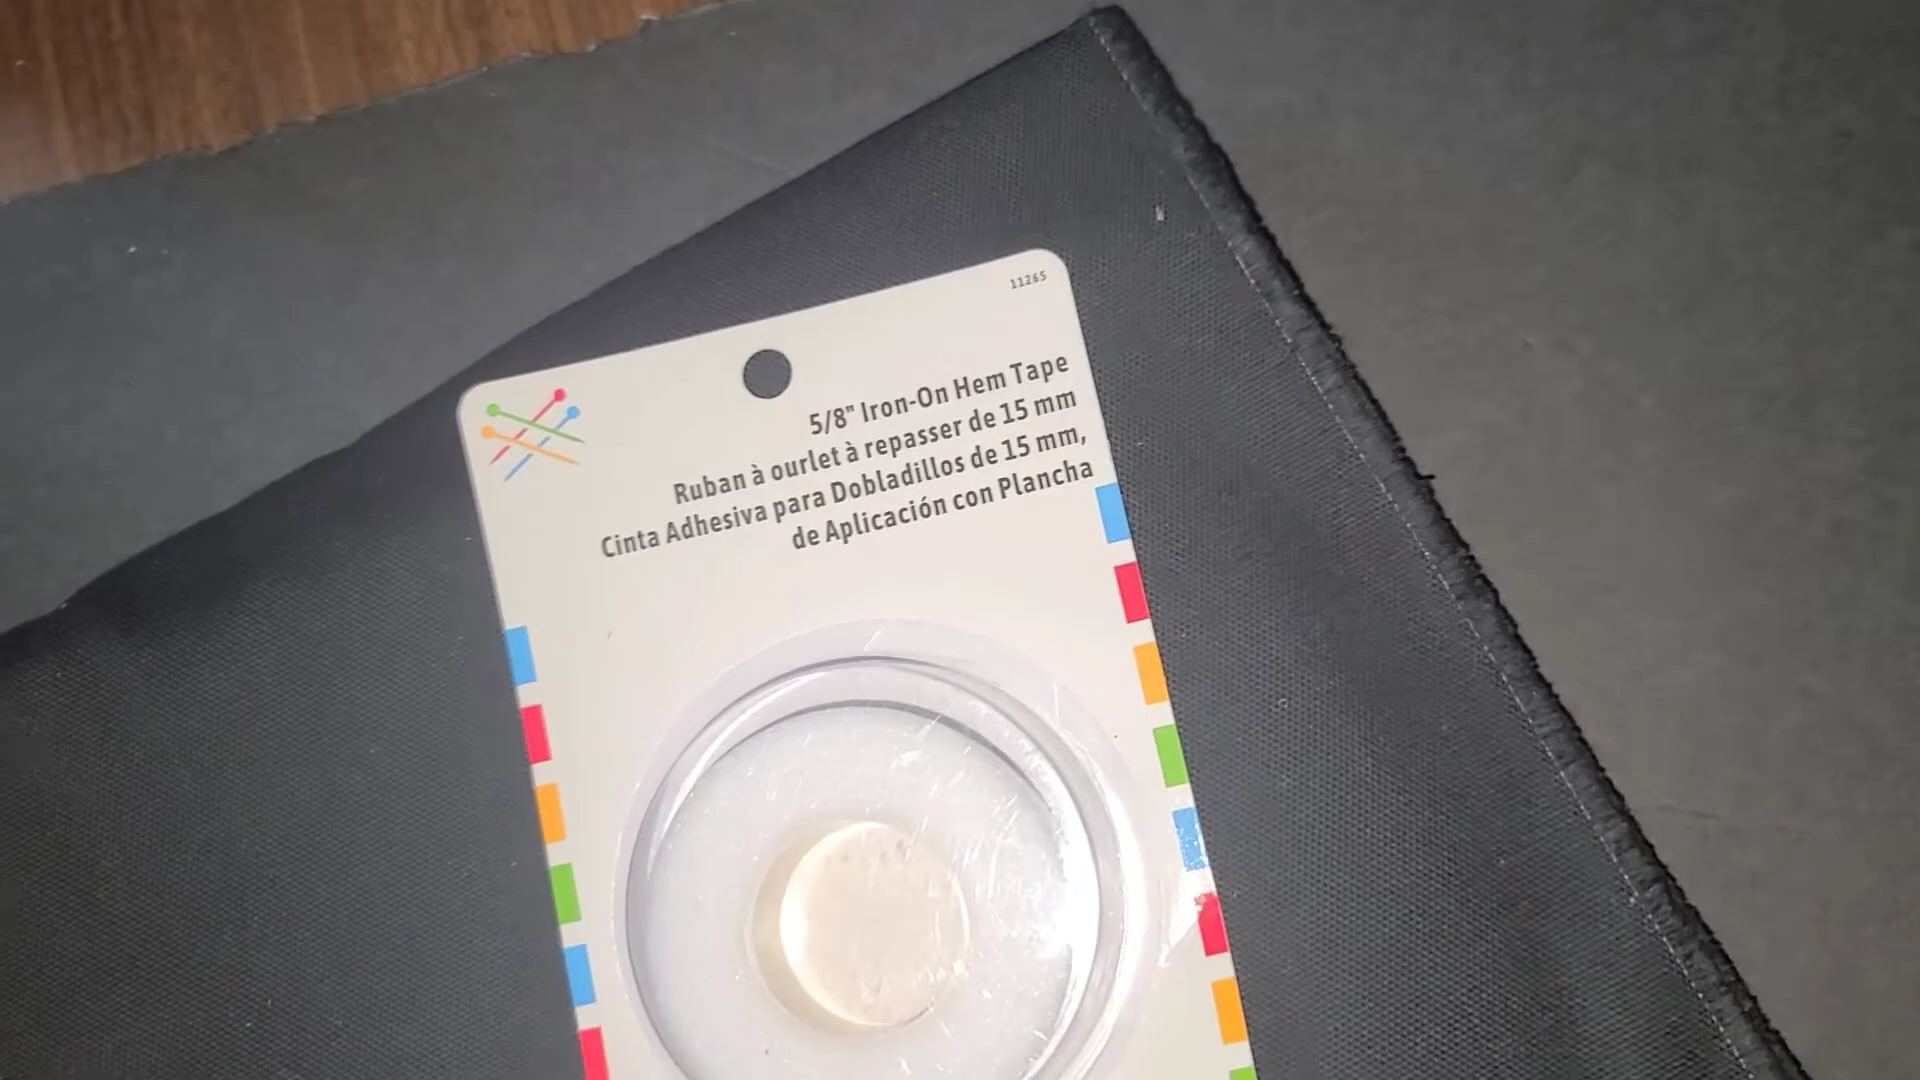 11265
5/8" Iron-On Hem Tape
Ruban à ourlet à repasser de 15 mm
Cinta Adhesiva para Dobladillos de 15 mm,
de Aplicación con Plancha